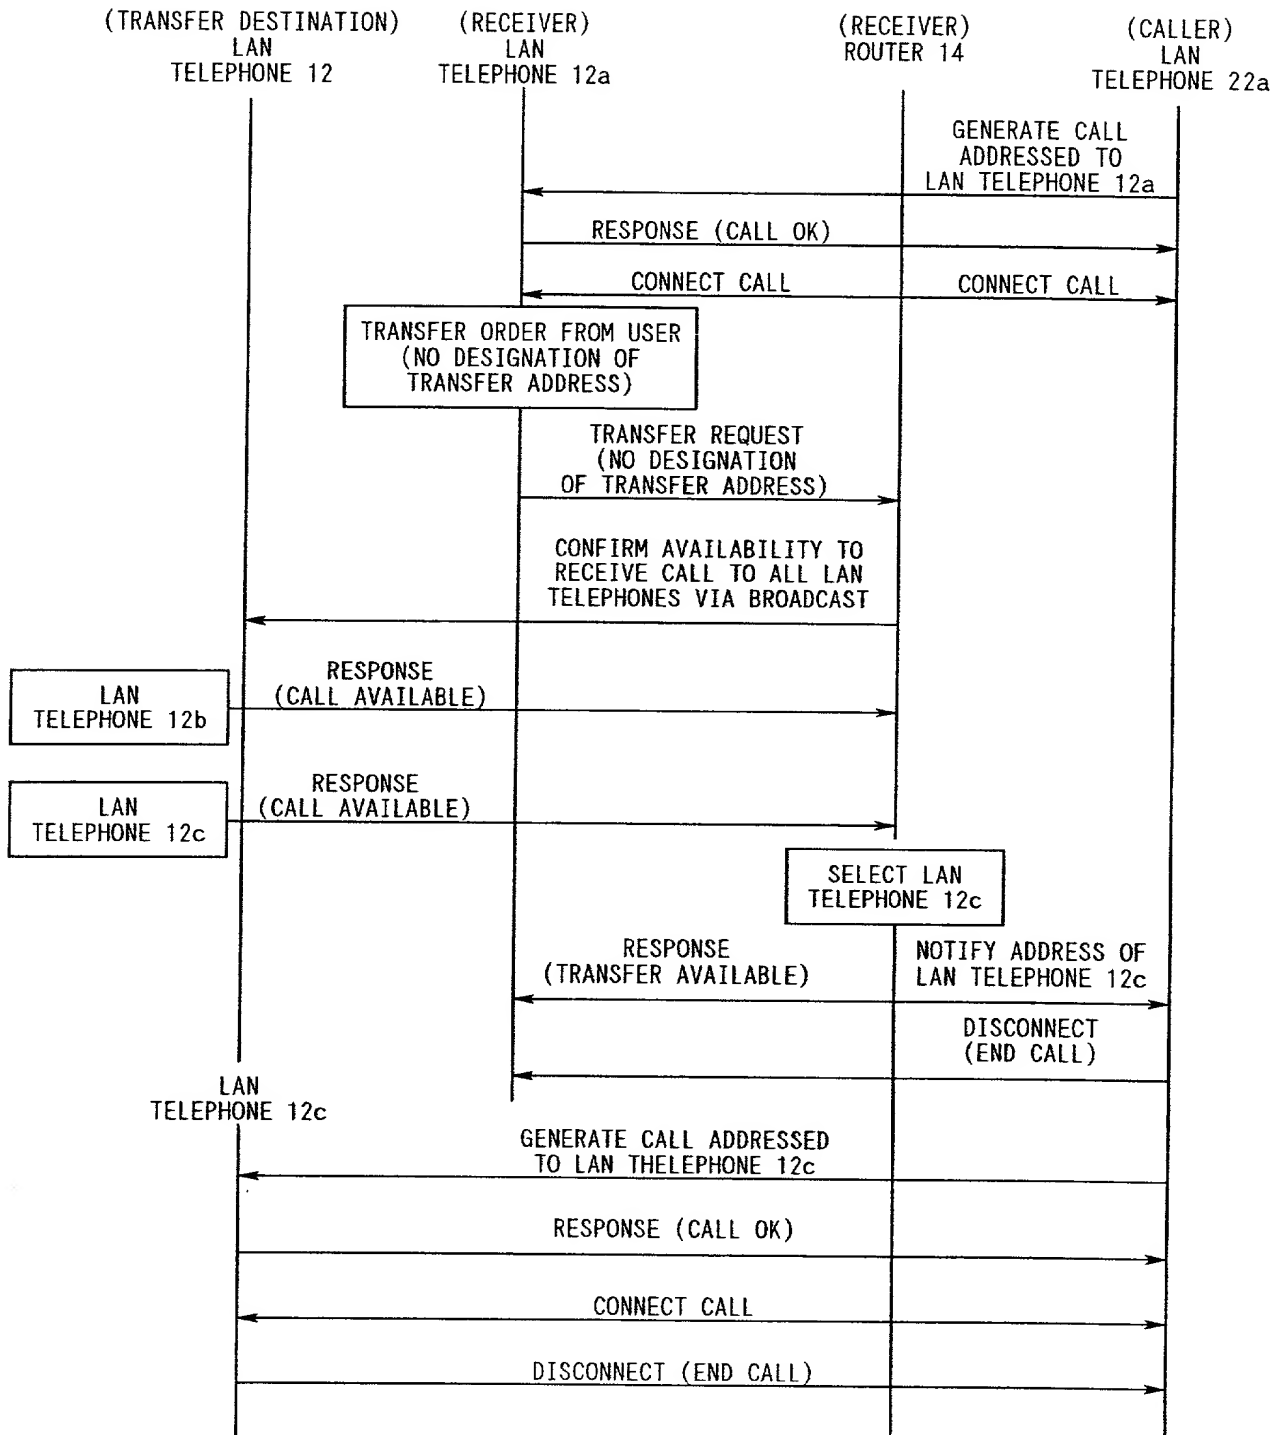 (TRANSFER DESTINATION)
LAN
TELEPHONE 12
(RECEIVER)
LAN
TELEPHONE 12a
(RECEIVER)
ROUTER 14
(CALLER)
LAN
TELEPHONE 22a
GENERATE CALL
ADDRESSED TO
LAN TELEPHONE 12a
RESPONSE (CALL OK)
CONNECT CALL
CONNECT CALL
TRANSFER ORDER FROM USER
(NO DESIGNATION OF
TRANSFER ADDRESS)
TRANSFER REQUEST
(NO DESIGNATION
OF TRANSFER ADDRESS)
CONFIRM AVAILABILITY TO
RECEIVE CALL TO ALL LAN
TELEPHONES VIA BROADCAST
LAN
TELEPHONE 12b
RESPONSE
(CALL AVAILABLE)
LAN
TELEPHONE 12c
RESPONSE
(CALL AVAILABLE)
SELECT LAN
TELEPHONE 12c
RESPONSE
(TRANSFER AVAILABLE)
NOTIFY ADDRESS OF
LAN TELEPHONE 12c
DISCONNECT
(END CALL)
LAN
TELEPHONE 12c
GENERATE CALL ADDRESSED
TO LAN THELEPHONE 12c
RESPONSE (CALL OK)
CONNECT CALL
DISCONNECT (END CALL)